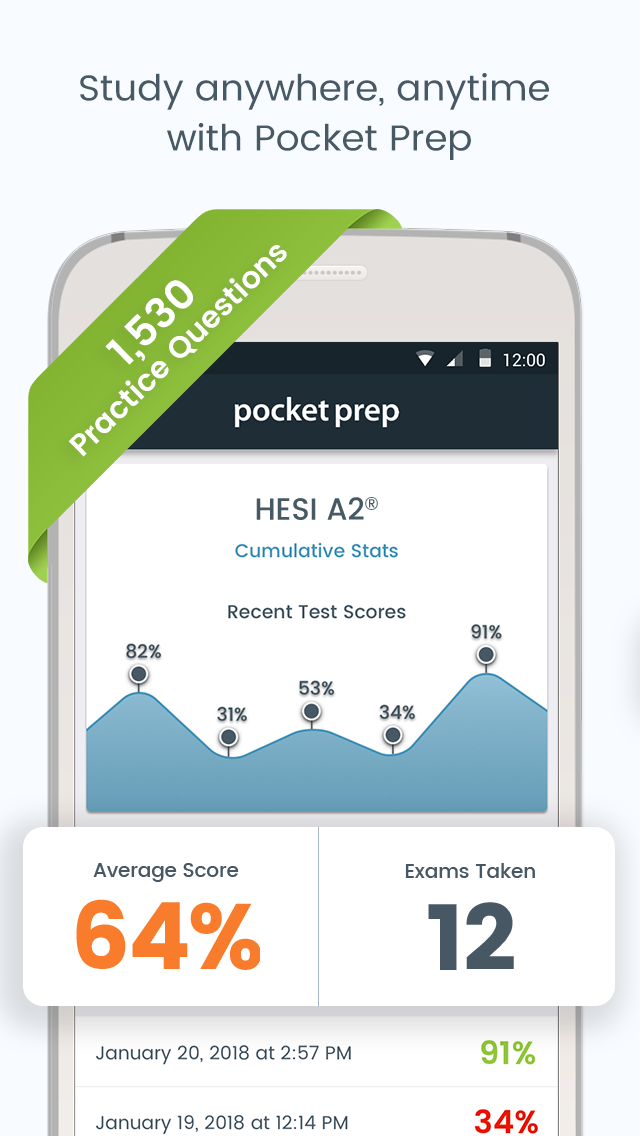 Study anywhere, anytime
with Pocket Prep
1,530
Practice Questions
12:00
pocket prep
HESI A2®
Cumulative Stats
Recent Test Scores
82%
31%
53%
34%
91%
Average Score
64%
Exams Taken
12
January 20, 2018 at 2:57 PM
91%
January 19, 2018 at 12:14 PM
34%